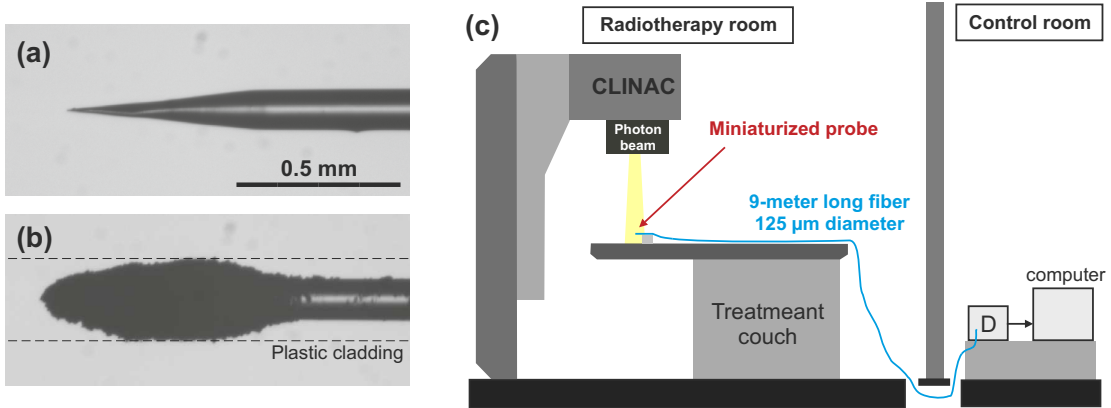 (a)
0.5 mm
(b)
Plastic cladding
(c)
Radiotherapy room
Control room
CLINAC
Photon
beam
Miniaturized probe
9-meter long fiber
125 µm diameter
Treatmeant
couch
computer
D